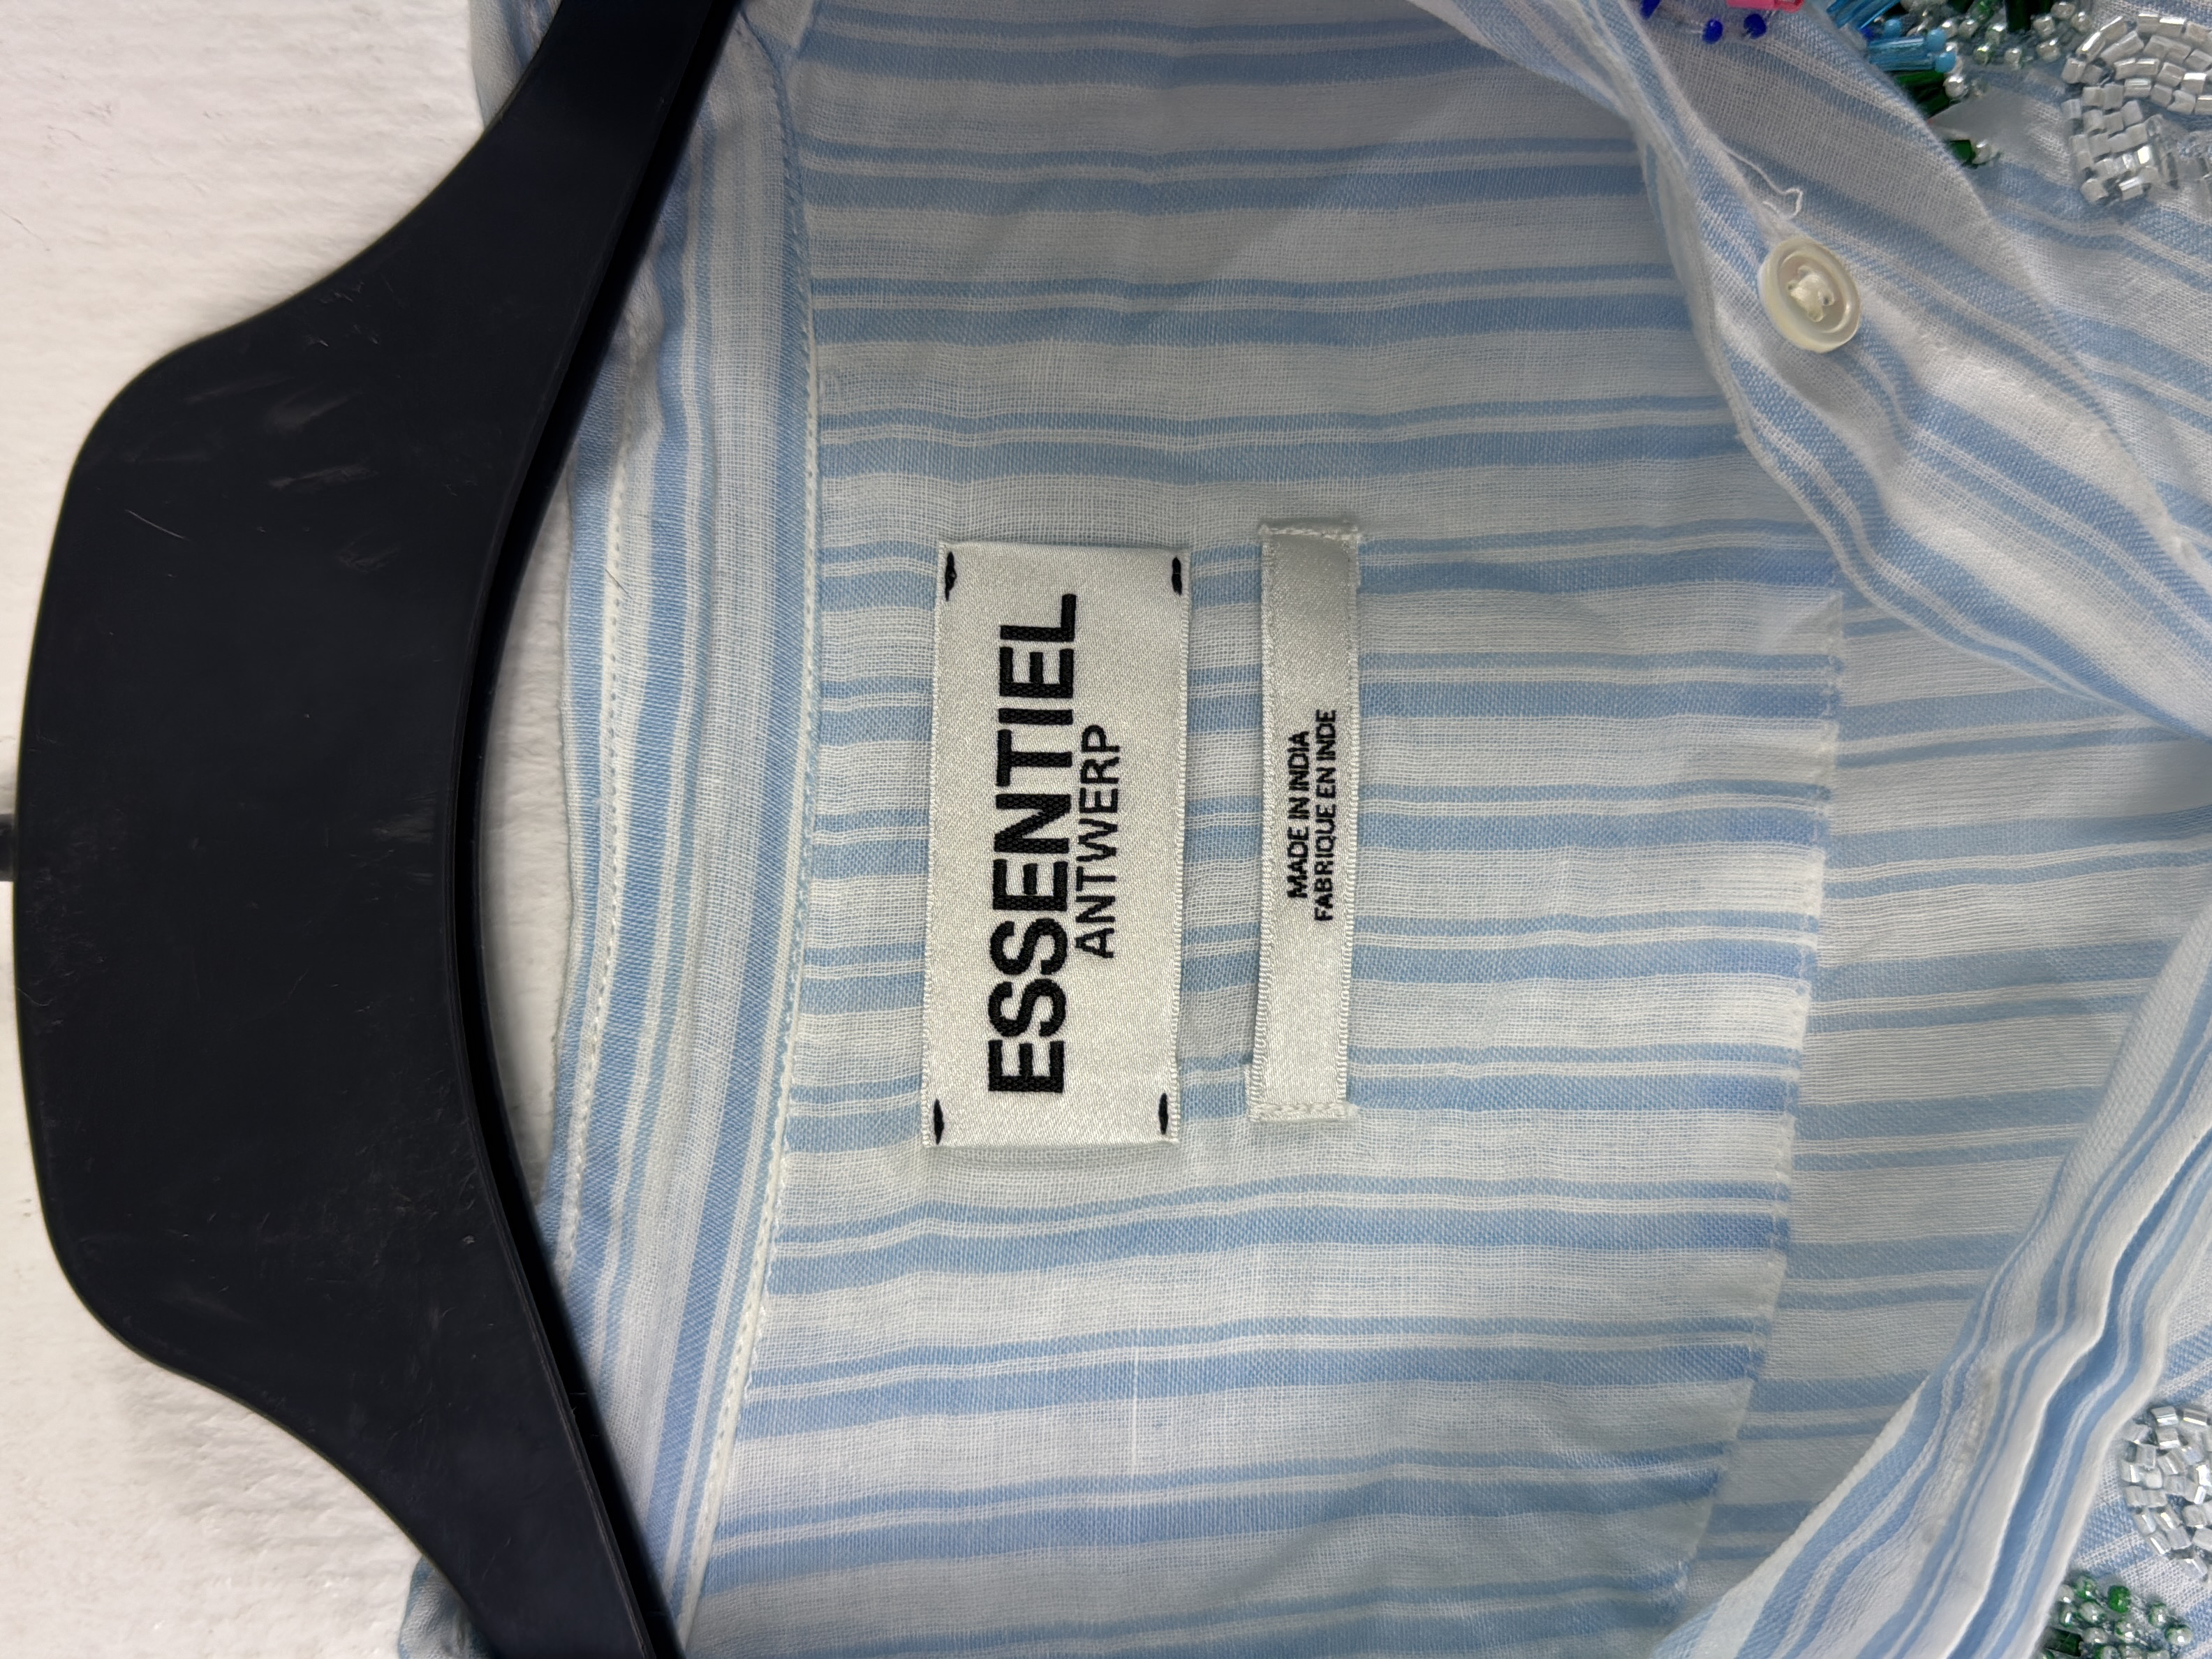 ESSENTIEL
ANTWERP
MADE IN INDIA
FABRIQUE EN INDE